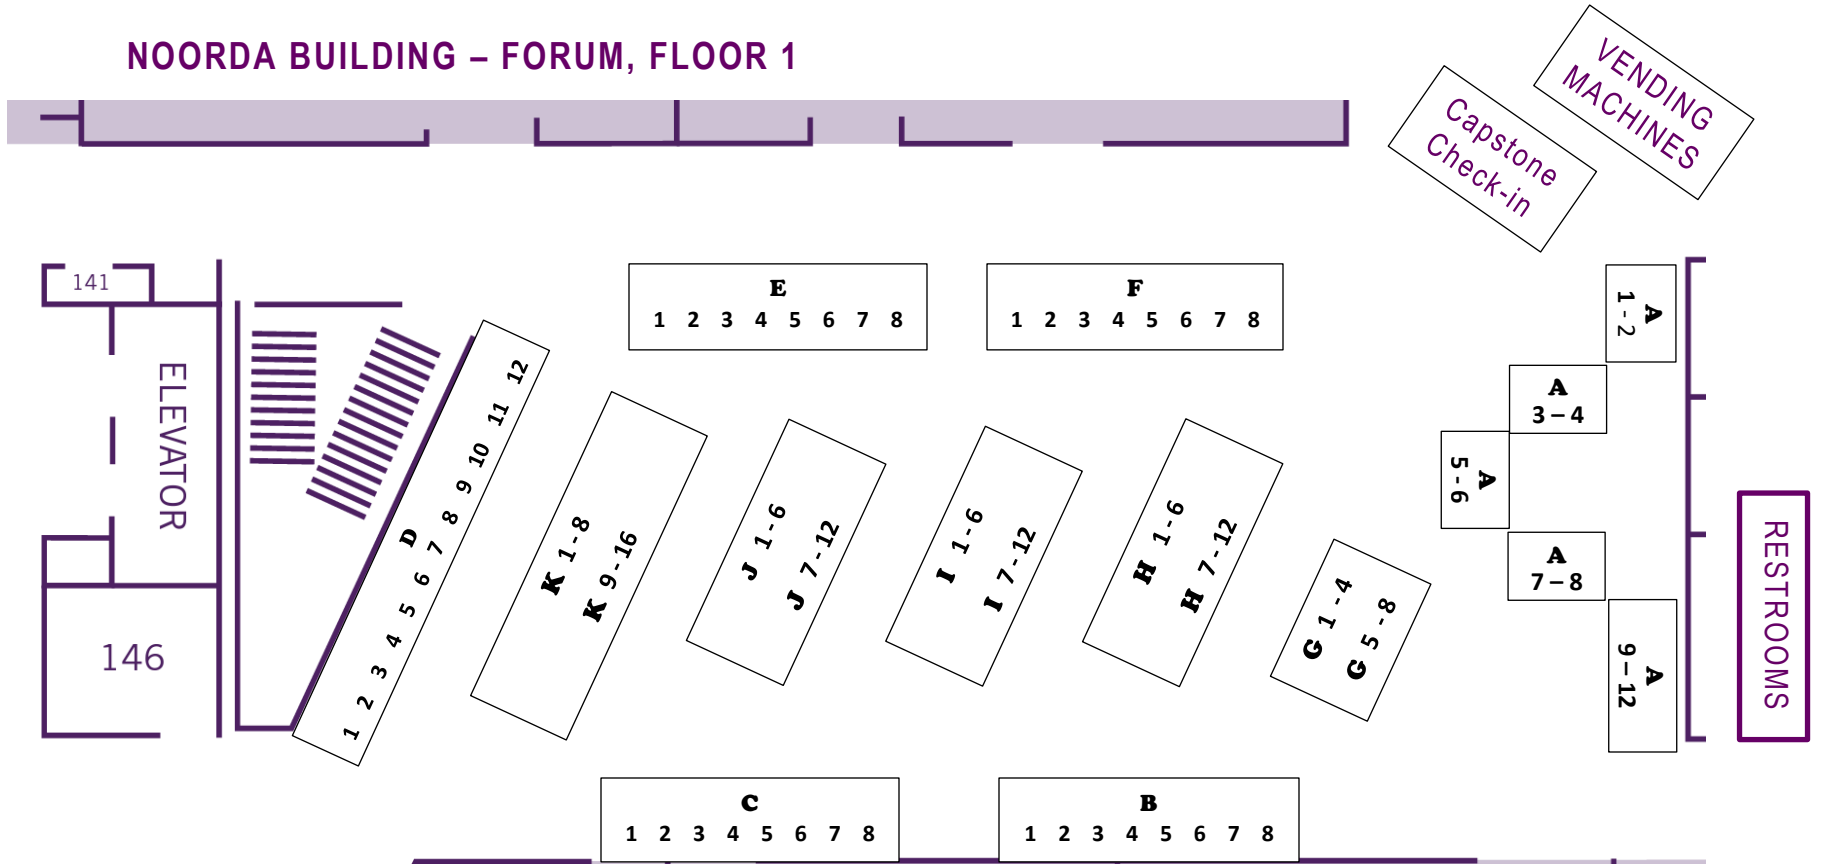 NOORDA BUILDING – FORUM, FLOOR 1
VENDING
MACHINES
Capstone
Check-in
141
ELEVATOR
146
E
1 2 3 4 5 6 7 8
F
1 2 3 4 5 6 7 8
A
1 - 2
A
3 – 4
A
5 - 6
A
7 – 8
A
9 – 12
RESTROOMS
D
1 2 3 4 5 6 7 8 9 10 11 12
K 1 - 8
K 9 - 16
J 1 - 6
J 7 - 12
I 1 - 6
I 7 - 12
H 1 - 6
H 7 - 12
G 1 - 4
G 5 - 8
C
1 2 3 4 5 6 7 8
B
1 2 3 4 5 6 7 8